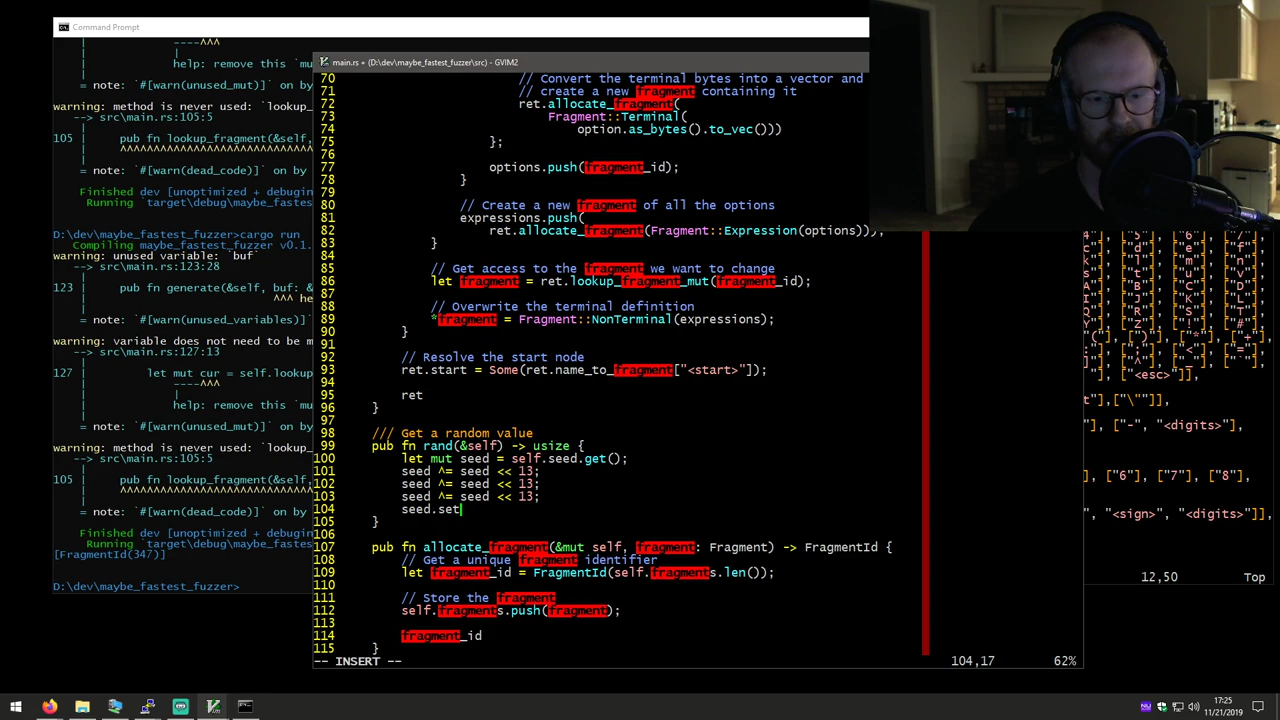 Command Prompt
----^^^
|
help: remove this `mu
= note: `#[warn(unused_mut)]` on by
warning: method is never used: `lookup_
--> src\main.rs:105:5
105 | pub fn lookup_fragment(&self,
^^^^^^^^^^^^^^^^^^^^^^^^^^
= note: `#[warn(dead_code)]` on by
Finished dev [unoptimized + debugin
Running `target\debug\maybe_fastes
D:\dev\maybe_fastest_fuzzer>cargo run
Compiling maybe_fastest_fuzzer v0.1.
warning: unused variable: `buf`
--> src\main.rs:123:28
123 | pub fn generate(&self, buf: &
^^^ he
= note: `#[warn(unused_variables)]`
warning: variable does not need to be m
--> src\main.rs:127:13
127 | let mut cur = self.lookup
----^^^
|
help: remove this `mu
= note: `#[warn(unused_mut)]` on by
warning: method is never used: `lookup_
--> src\main.rs:105:5
105 | pub fn lookup_fragment(&self,
^^^^^^^^^^^^^^^^^^^^^^^^^^
= note: `#[warn(dead_code)]` on by
Finished dev [unoptimized + debugin
Running `target\debug\maybe_fastes
[FragmentId(347)]
D:\dev\maybe_fastest_fuzzer>
main.rs + (D:\dev\maybe_fastest_fuzzer\src) - GVIM2
70 // Convert the terminal bytes into a vector and
71 // create a new fragment containing it
72 ret.allocate_fragment(
73 Fragment::Terminal(
74 option.as_bytes().to_vec()))
75 };
76
77 options.push(fragment_id);
78 }
79
80 // Create a new fragment of all the options
81 expressions.push(
82 ret.allocate_fragment(Fragment::Expression(options)));
83 }
84
85 // Get access to the fragment we want to change
86 let fragment = ret.lookup_fragment_mut(fragment_id);
87
88 // Overwrite the terminal definition
89 *fragment = Fragment::NonTerminal(expressions);
90 }
91
92 // Resolve the start node
93 ret.start = Some(ret.name_to_fragment["<start>"]);
94
95 ret
96 }
97
98 /// Get a random value
99 pub fn rand(&self) -> usize {
100 let mut seed = self.seed.get();
101 seed ^= seed << 13;
102 seed ^= seed << 13;
103 seed ^= seed << 13;
104 seed.set
105 }
106
107 pub fn allocate_fragment(&mut self, fragment: Fragment) -> FragmentId {
108 // Get a unique fragment identifier
109 let fragment_id = FragmentId(self.fragments.len());
110
111 // Store the fragment
112 self.fragments.push(fragment);
113
114 fragment_id
115 }
-- INSERT -- 104,17 62%
"], ["<esc>"]],
t"],["\""]],
["-", "<digits>"],
], ["6"], ["7"], ["8"],
", "<sign>", "<digits>"]],
12,50 Top
17:25
11/21/2019